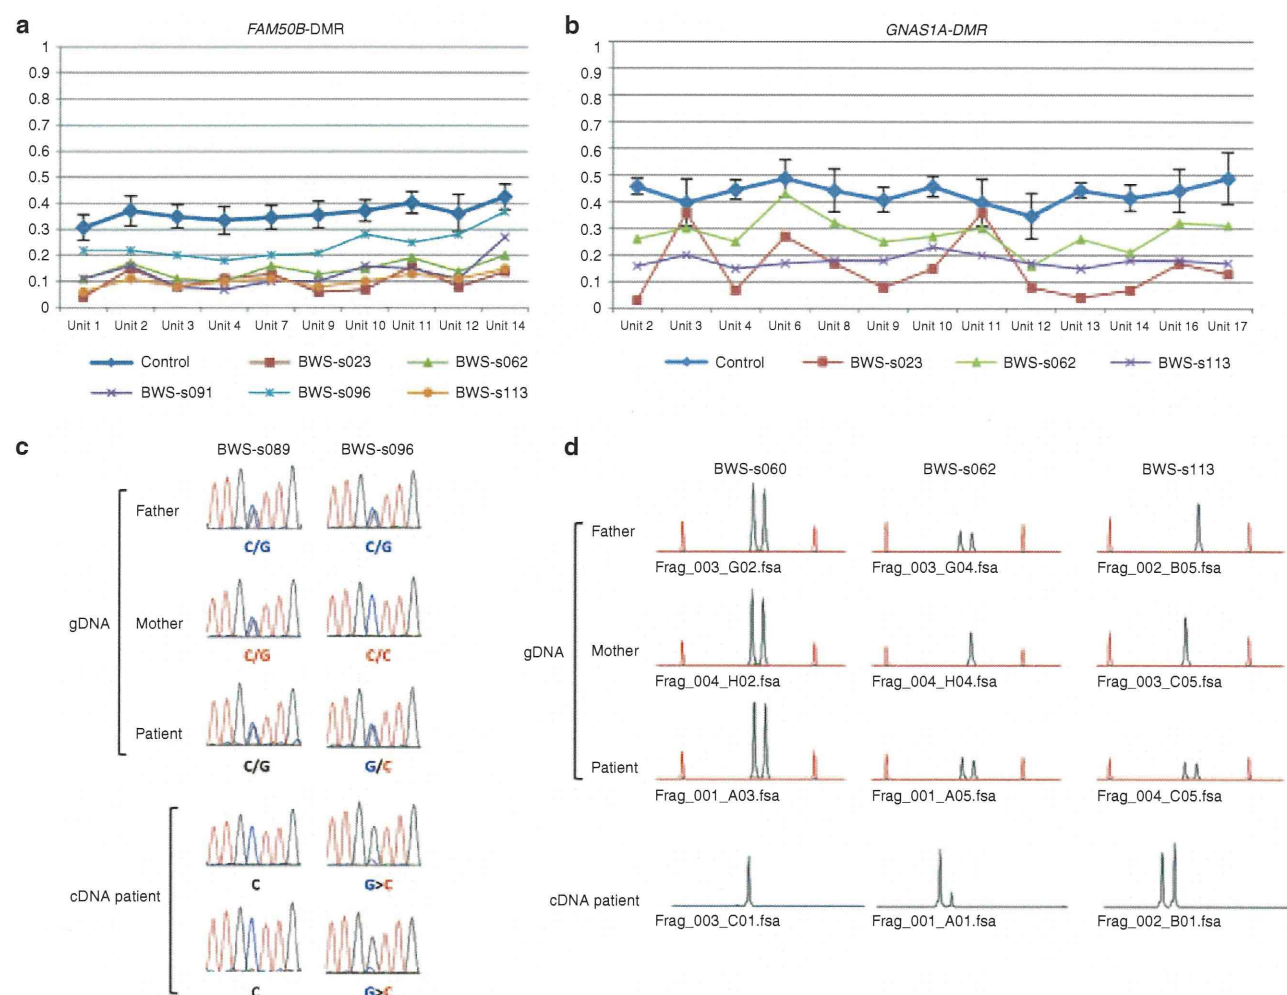 a
FAM50B-DMR
1
0.9
0.8
0.7
0.6
0.5
0.4
0.3
0.2
0.1
0
Unit 1 Unit 2 Unit 3 Unit 4 Unit 7 Unit 9 Unit 10 Unit 11 Unit 12 Unit 14
Control BWS-s023 BWS-s062
BWS-s091 BWS-s096 BWS-s113
b
GNAS1A-DMR
1
0.9
0.8
0.7
0.6
0.5
0.4
0.3
0.2
0.1
0
Unit 2 Unit 3 Unit 4 Unit 6 Unit 8 Unit 9 Unit 10 Unit 11 Unit 12 Unit 13 Unit 14 Unit 16 Unit 17
Control BWS-s023 BWS-s062 BWS-s113
c
BWS-s089 BWS-s096
gDNA
Father
C/G C/G
Mother
C/G C/C
Patient
C/G G/C
cDNA patient
C G>C
C G>C
d
BWS-s060 BWS-s062 BWS-s113
gDNA
Father
Frag_003_G02.fsa Frag_003_G04.fsa Frag_002_B05.fsa
Mother
Frag_004_H02.fsa Frag_004_H04.fsa Frag_003_C05.fsa
Patient
Frag_001_A03.fsa Frag_001_A05.fsa Frag_004_C05.fsa
cDNA patient
Frag_003_C01.fsa Frag_001_A01.fsa Frag_002_B01.fsa